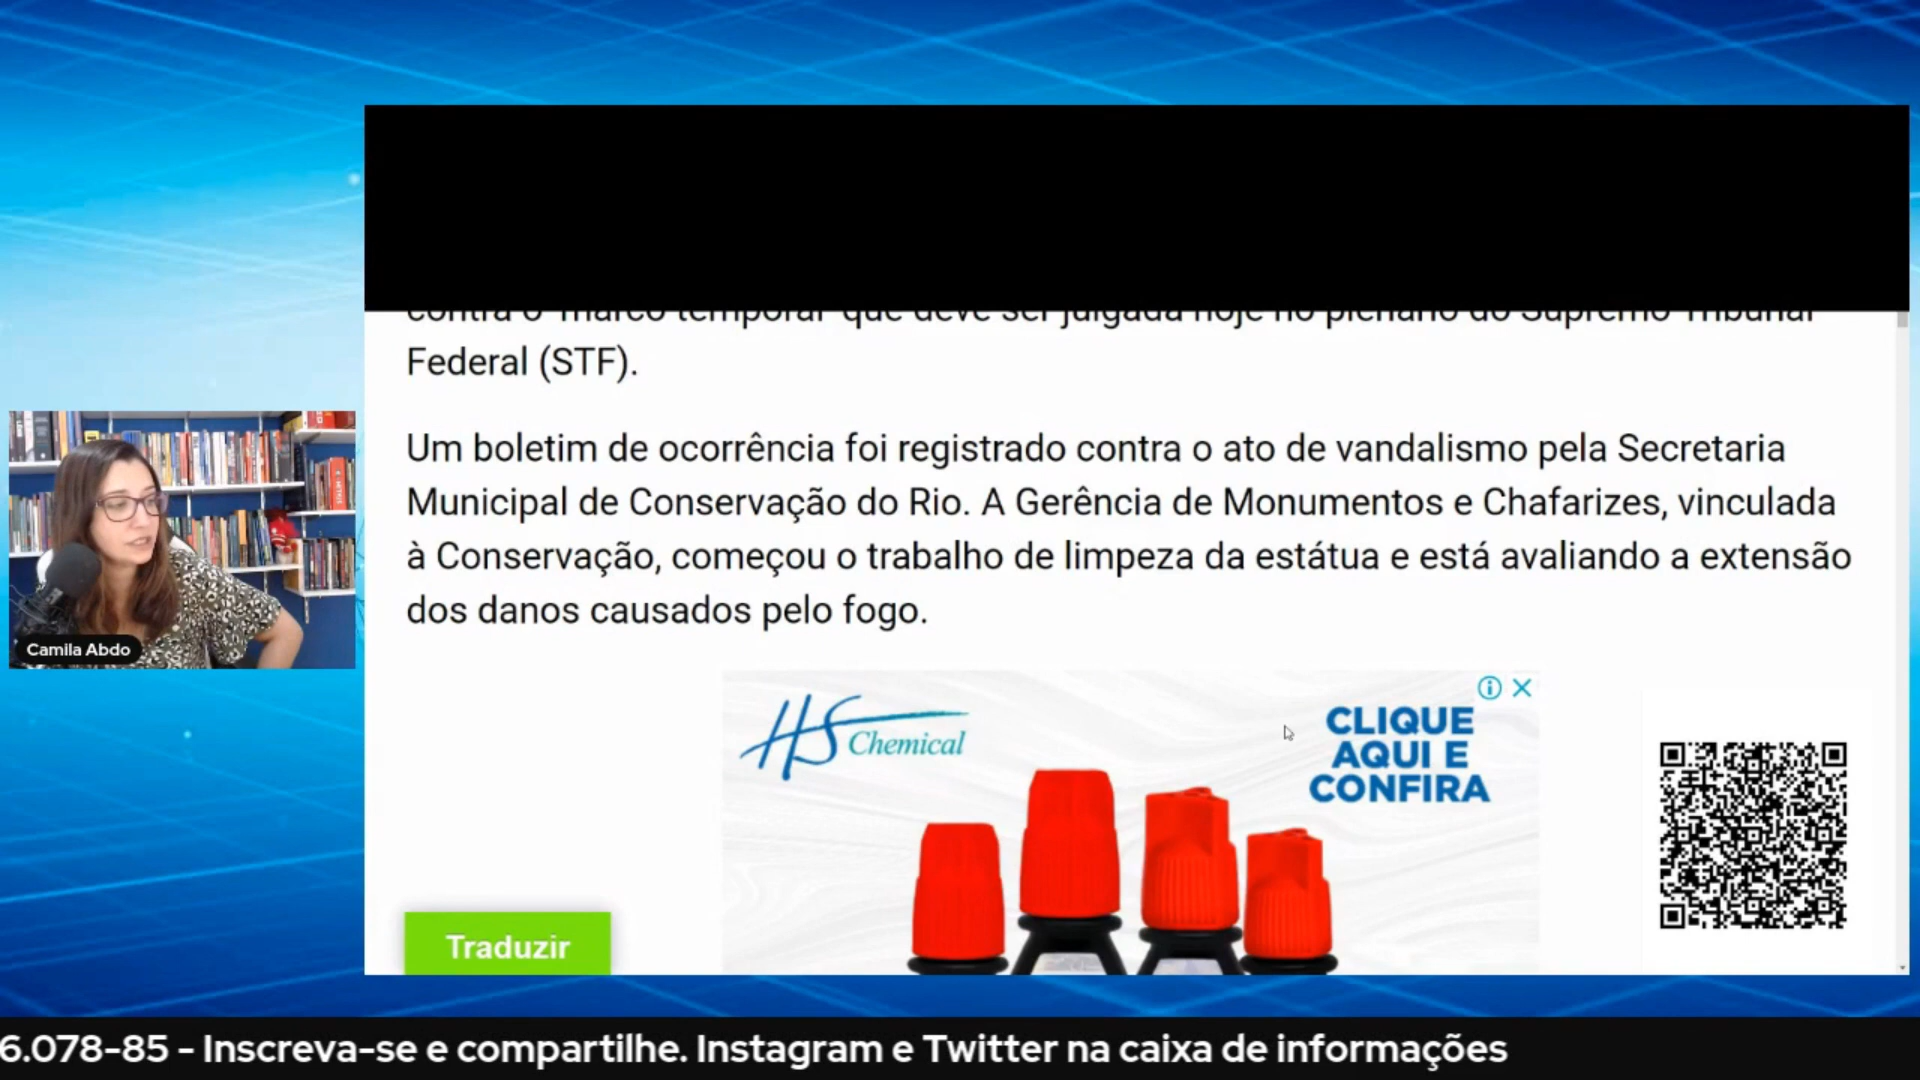 contra o 'marco temporal' que deve ser julgada hoje no plenário do Supremo Tribunal
Federal (STF).
Um boletim de ocorrência foi registrado contra o ato de vandalismo pela Secretaria
Municipal de Conservação do Rio. A Gerência de Monumentos e Chafarizes, vinculada
à Conservação, começou o trabalho de limpeza da estátua e está avaliando a extensão
dos danos causados pelo fogo.
Camila Abdo
HS Chemical
CLIQUE
AQUI E
CONFIRA
Traduzir
6.078-85 - Inscreva-se e compartilhe. Instagram e Twitter na caixa de informações